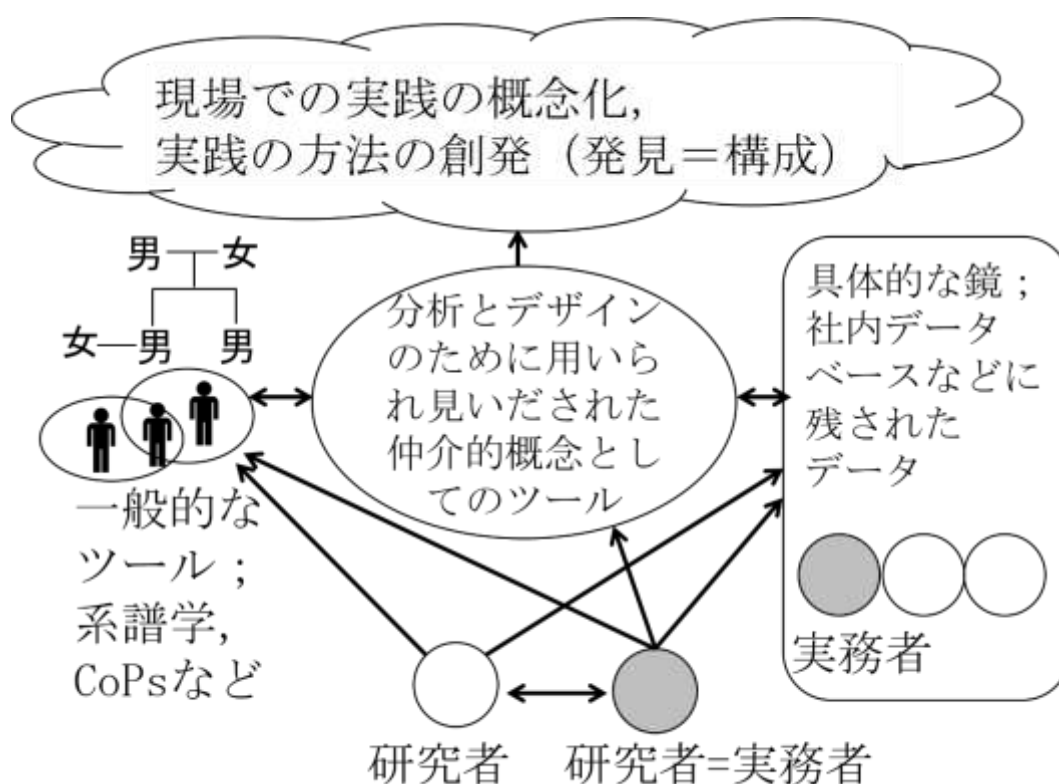 現場での実践の概念化,
実践の方法の創発（発見＝構成）
男 女
女 男 男
分析とデザイン
のために用いら
れ見いだされた
仲介的概念とし
てのツール
具体的な鏡；
社内データ
ベースなどに
残された
データ
実務者
一般的な
ツール；
系譜学,
CoPsなど
研究者
研究者=実務者